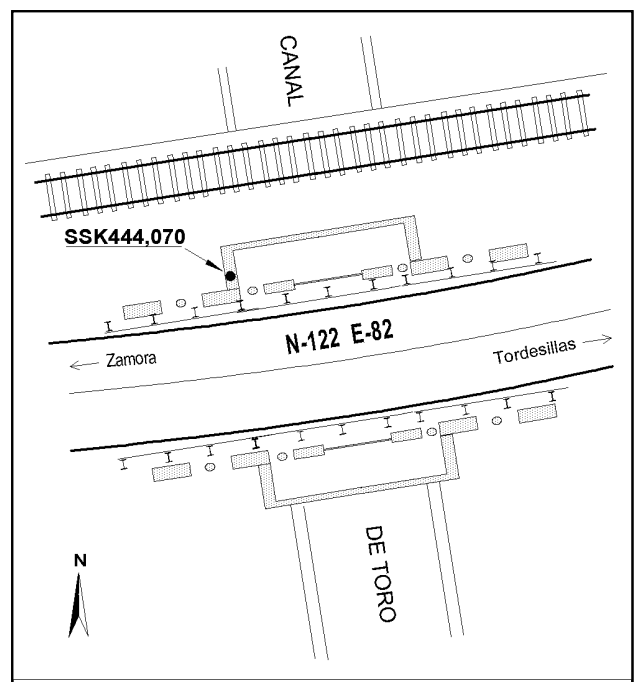 CANAL
SSK444,070
N-122 E-82
← Zamora
Tordesillas →
DE TORO
N